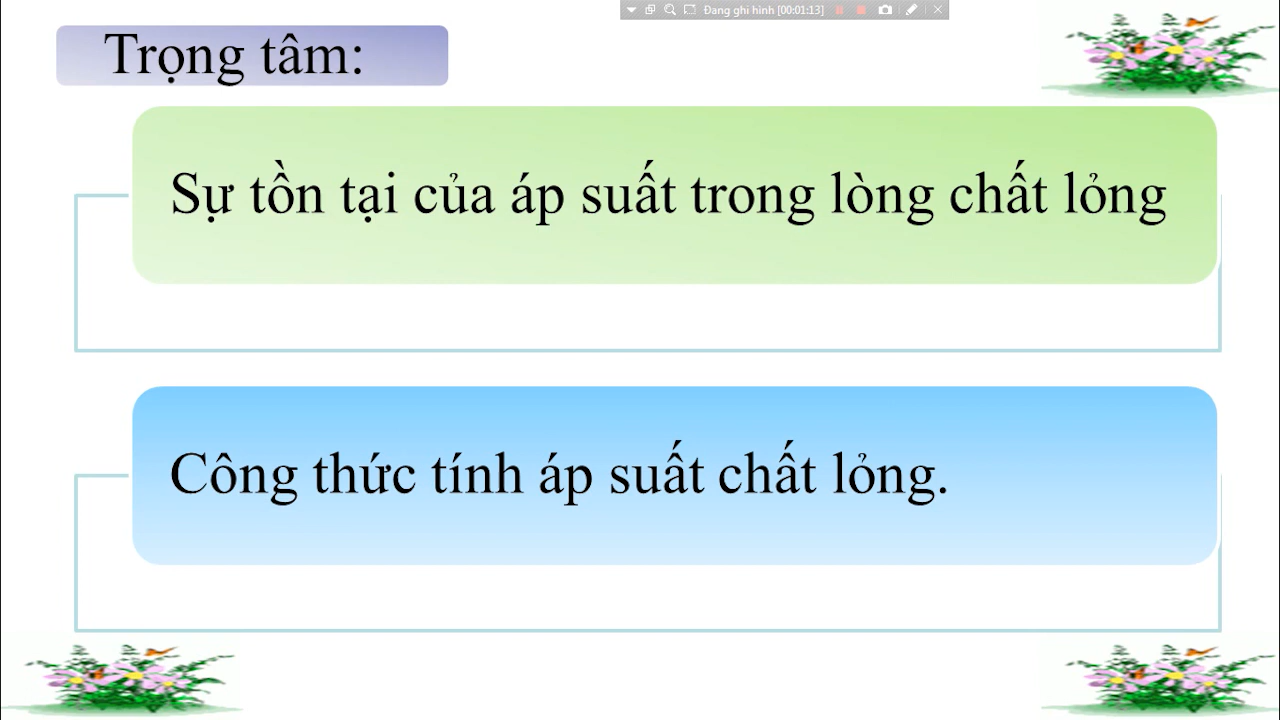 Đang ghi hình [00:01:13]
Trọng tâm:
Sự tồn tại của áp suất trong lòng chất lỏng
Công thức tính áp suất chất lỏng.